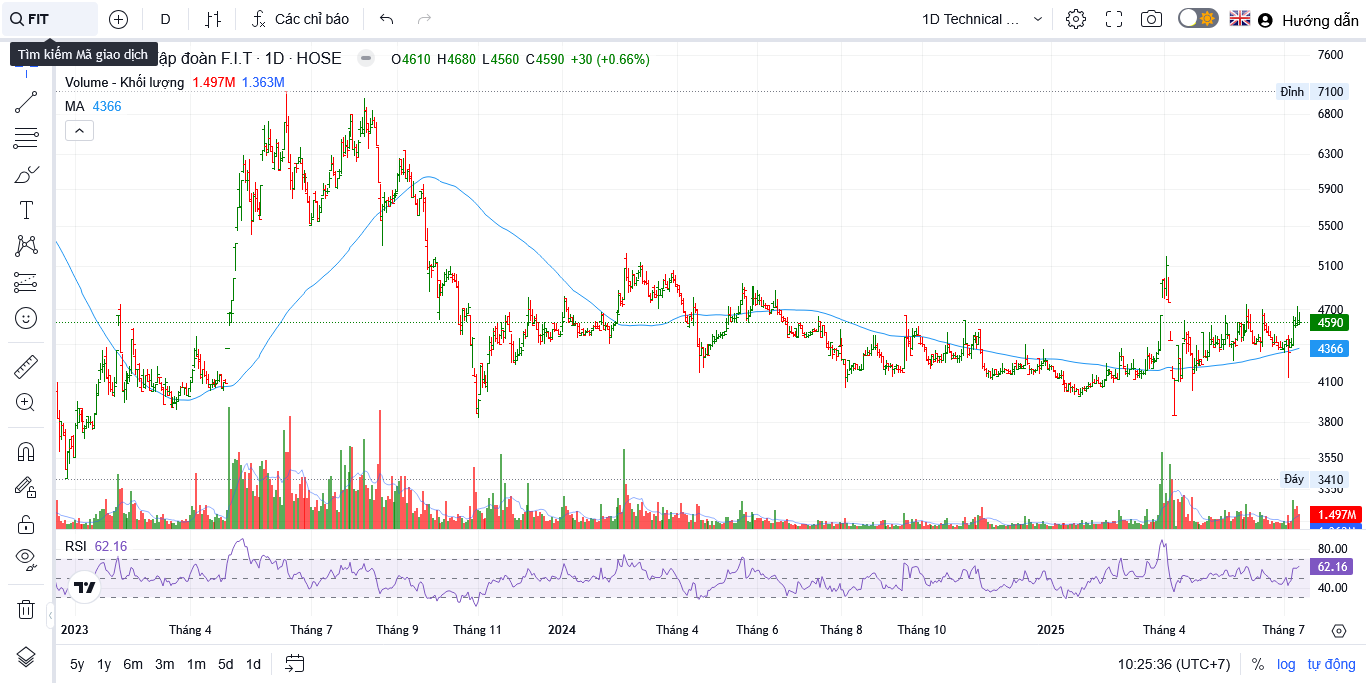 FIT
D
Các chỉ báo
1D Technical ...
Hướng dẫn
Tìm kiếm Mã giao dịch
ập đoàn F.I.T · 1D · HOSE
O4610 H4680 L4560 C4590 +30 (+0.66%)
Volume - Khối lượng 1.497M 1.363M
MA 4366
7600
Đỉnh 7100
6800
6300
5900
5500
5100
4700
4590
4366
4100
3800
3550
Đáy 3410
3350
1.497M
RSI 62.16
80.00
62.16
40.00
2023 Tháng 4 Tháng 7 Tháng 9 Tháng 11 2024 Tháng 4 Tháng 6 Tháng 8 Tháng 10 2025 Tháng 4 Tháng 7
5y 1y 6m 3m 1m 5d 1d
10:25:36 (UTC+7) % log tự động